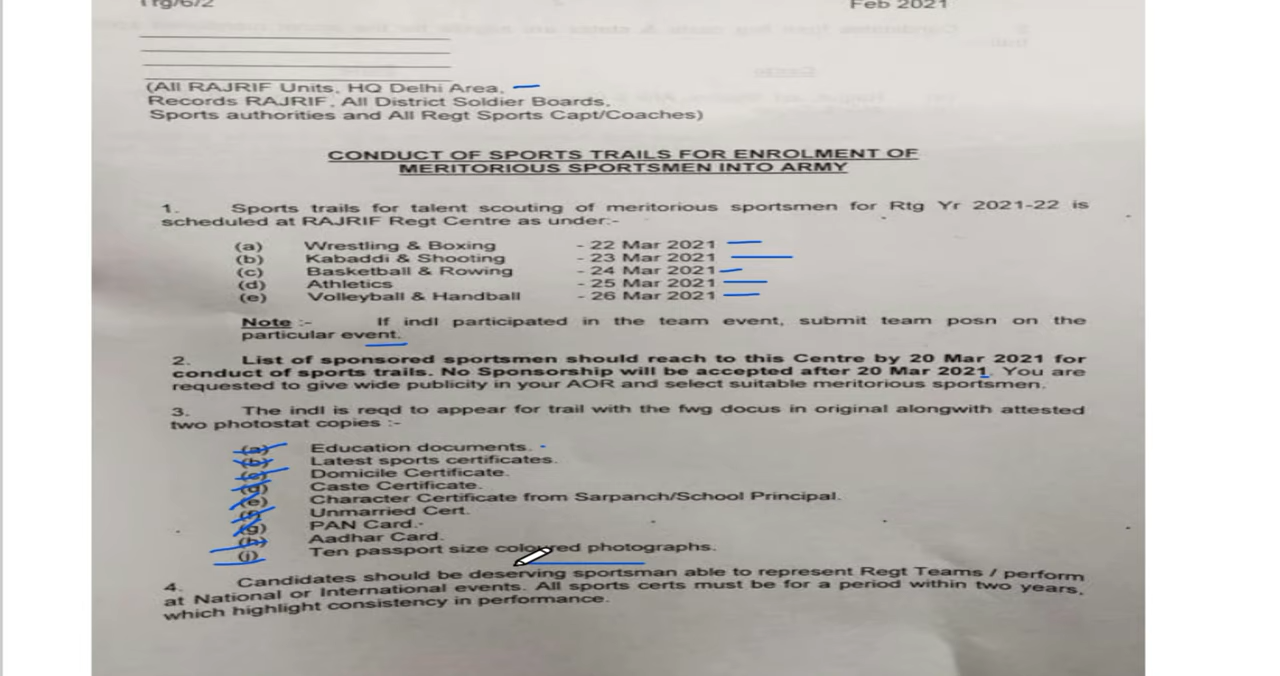 Trg/6/2 Feb 2021
(All RAJRIF Units, HQ Delhi Area,
Records RAJRIF, All District Soldier Boards,
Sports authorities and All Regt Sports Capt/Coaches)
CONDUCT OF SPORTS TRAILS FOR ENROLMENT OF
MERITORIOUS SPORTSMEN INTO ARMY
1. Sports trails for talent scouting of meritorious sportsmen for Rtg Yr 2021-22 is
scheduled at RAJRIF Regt Centre as under:-
(a) Wrestling & Boxing - 22 Mar 2021
(b) Kabaddi & Shooting - 23 Mar 2021
(c) Basketball & Rowing - 24 Mar 2021
(d) Athletics - 25 Mar 2021
(e) Volleyball & Handball - 26 Mar 2021
Note :- If indl participated in the team event, submit team posn on the
particular event.
2. List of sponsored sportsmen should reach to this Centre by 20 Mar 2021 for
conduct of sports trails. No Sponsorship will be accepted after 20 Mar 2021. You are
requested to give wide publicity in your AOR and select suitable meritorious sportsmen.
3. The indl is reqd to appear for trail with the fwg docus in original alongwith attested
two photostat copies :-
(a) Education documents.
(b) Latest sports certificates.
(c) Domicile Certificate.
(d) Caste Certificate.
(e) Character Certificate from Sarpanch/School Principal.
(f) Unmarried Cert.
(g) PAN Card.
(h) Aadhar Card.
(j) Ten passport size coloured photographs.
4. Candidates should be deserving sportsman able to represent Regt Teams / perform
at National or International events. All sports certs must be for a period within two years,
which highlight consistency in performance.